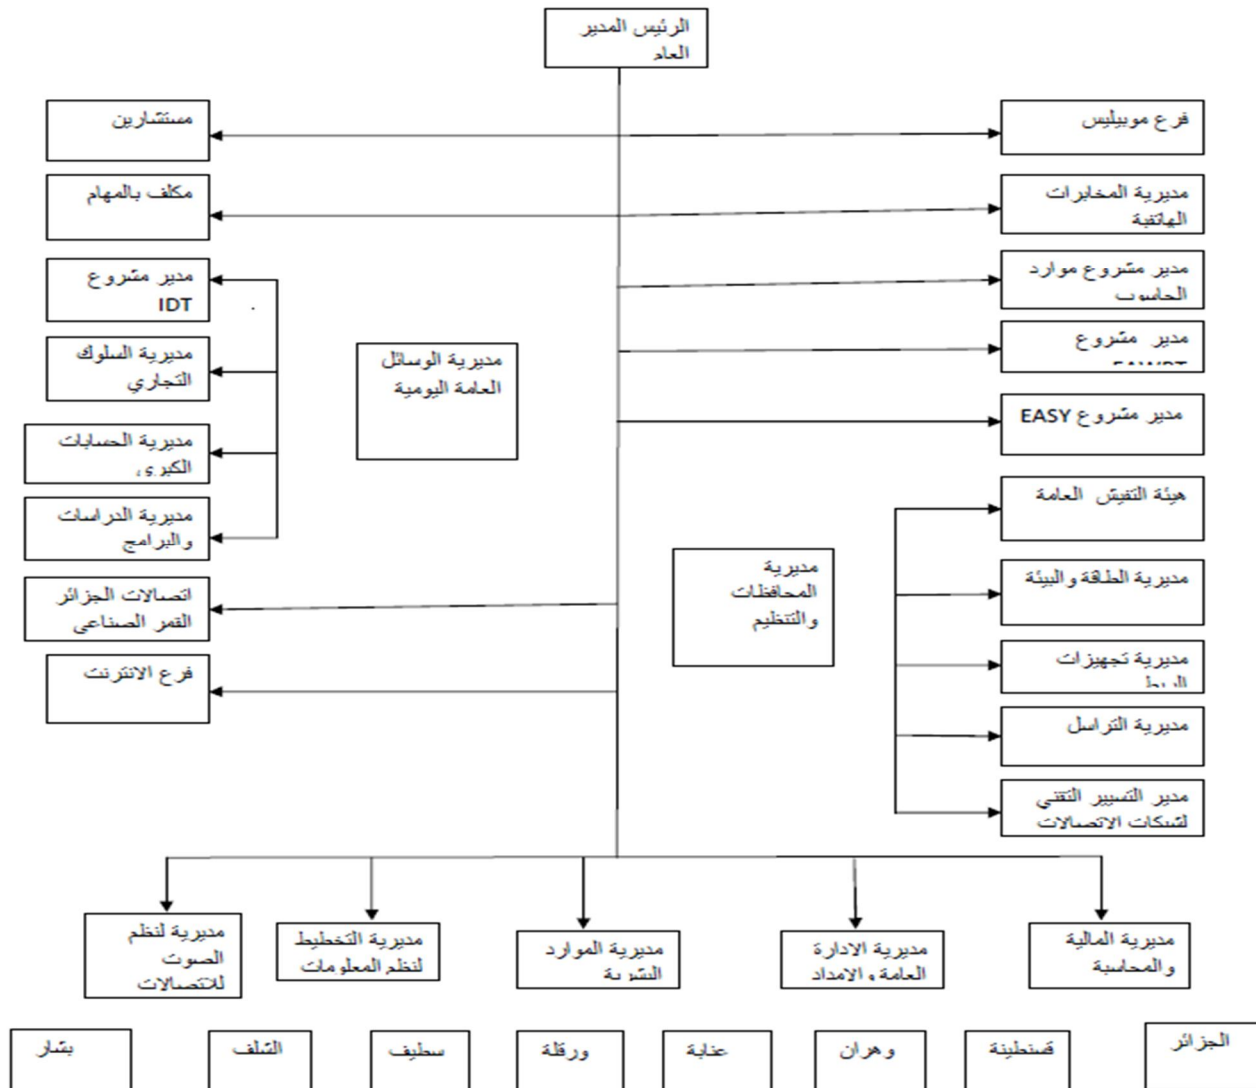 الرئيس المدير
العام
فرع موبيليس
مستشارين
مديرية المخابرات
الهاتفية
مكلف بالمهام
مدير مشروع موارد
الحاسوب
مدير مشروع
IDT
مدير مشروع
مديرية السلوك
التجاري
مديرية الوسائل
العامة اليومية
مدير مشروع EASY
مديرية الحسابات
الكبرى
هيئة التفيش العامة
مديرية الدراسات
والبرامج
مديرية
المحافظات
والتنظيم
مديرية الطاقة والبيئة
اتصالات الجزائر
القمر الصناعي
مديرية تجهيزات
الربط
فرع الانترنت
مديرية التراسل
مدير التسيير التقني
لشبكات الاتصالات
مديرية المالية
والمحاسبة
مديرية الادارة
العامة والامداد
مديرية الموارد
البشرية
مديرية التخطيط
لنظم المعلومات
مديرية لنظم
الصوت
للاتصالات
الجزائر
قسنطينة
وهران
عنابة
ورقلة
سطيف
الشلف
بشار